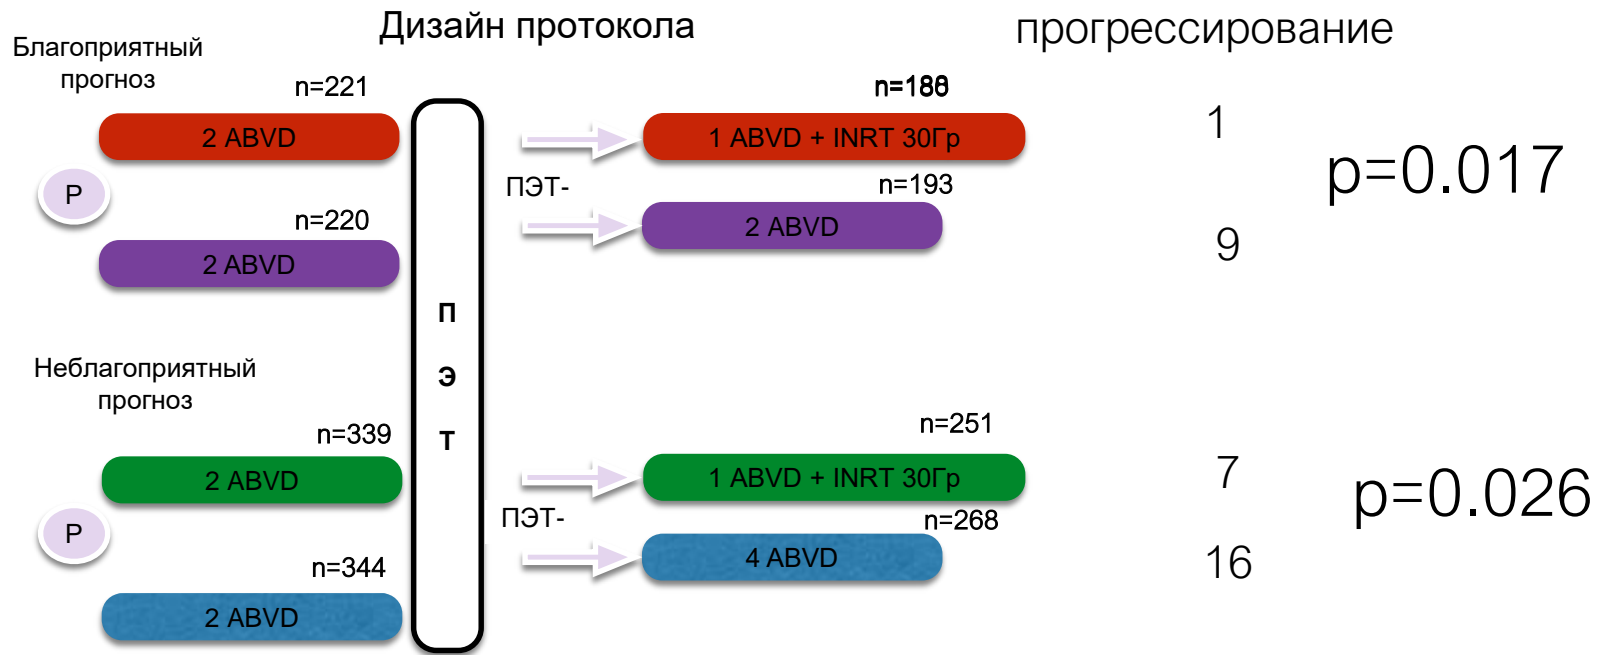 Дизайн протокола
прогрессирование
Благоприятный
прогноз
n=221
2 ABVD
Р
n=220
2 ABVD
П
Э
Т
ПЭТ-
1 ABVD + INRT 30Гр
n=193
2 ABVD
1
9
p=0.017
Неблагоприятный
прогноз
n=339
2 ABVD
Р
n=344
2 ABVD
ПЭТ-
n=251
1 ABVD + INRT 30Гр
n=268
4 ABVD
7
16
p=0.026